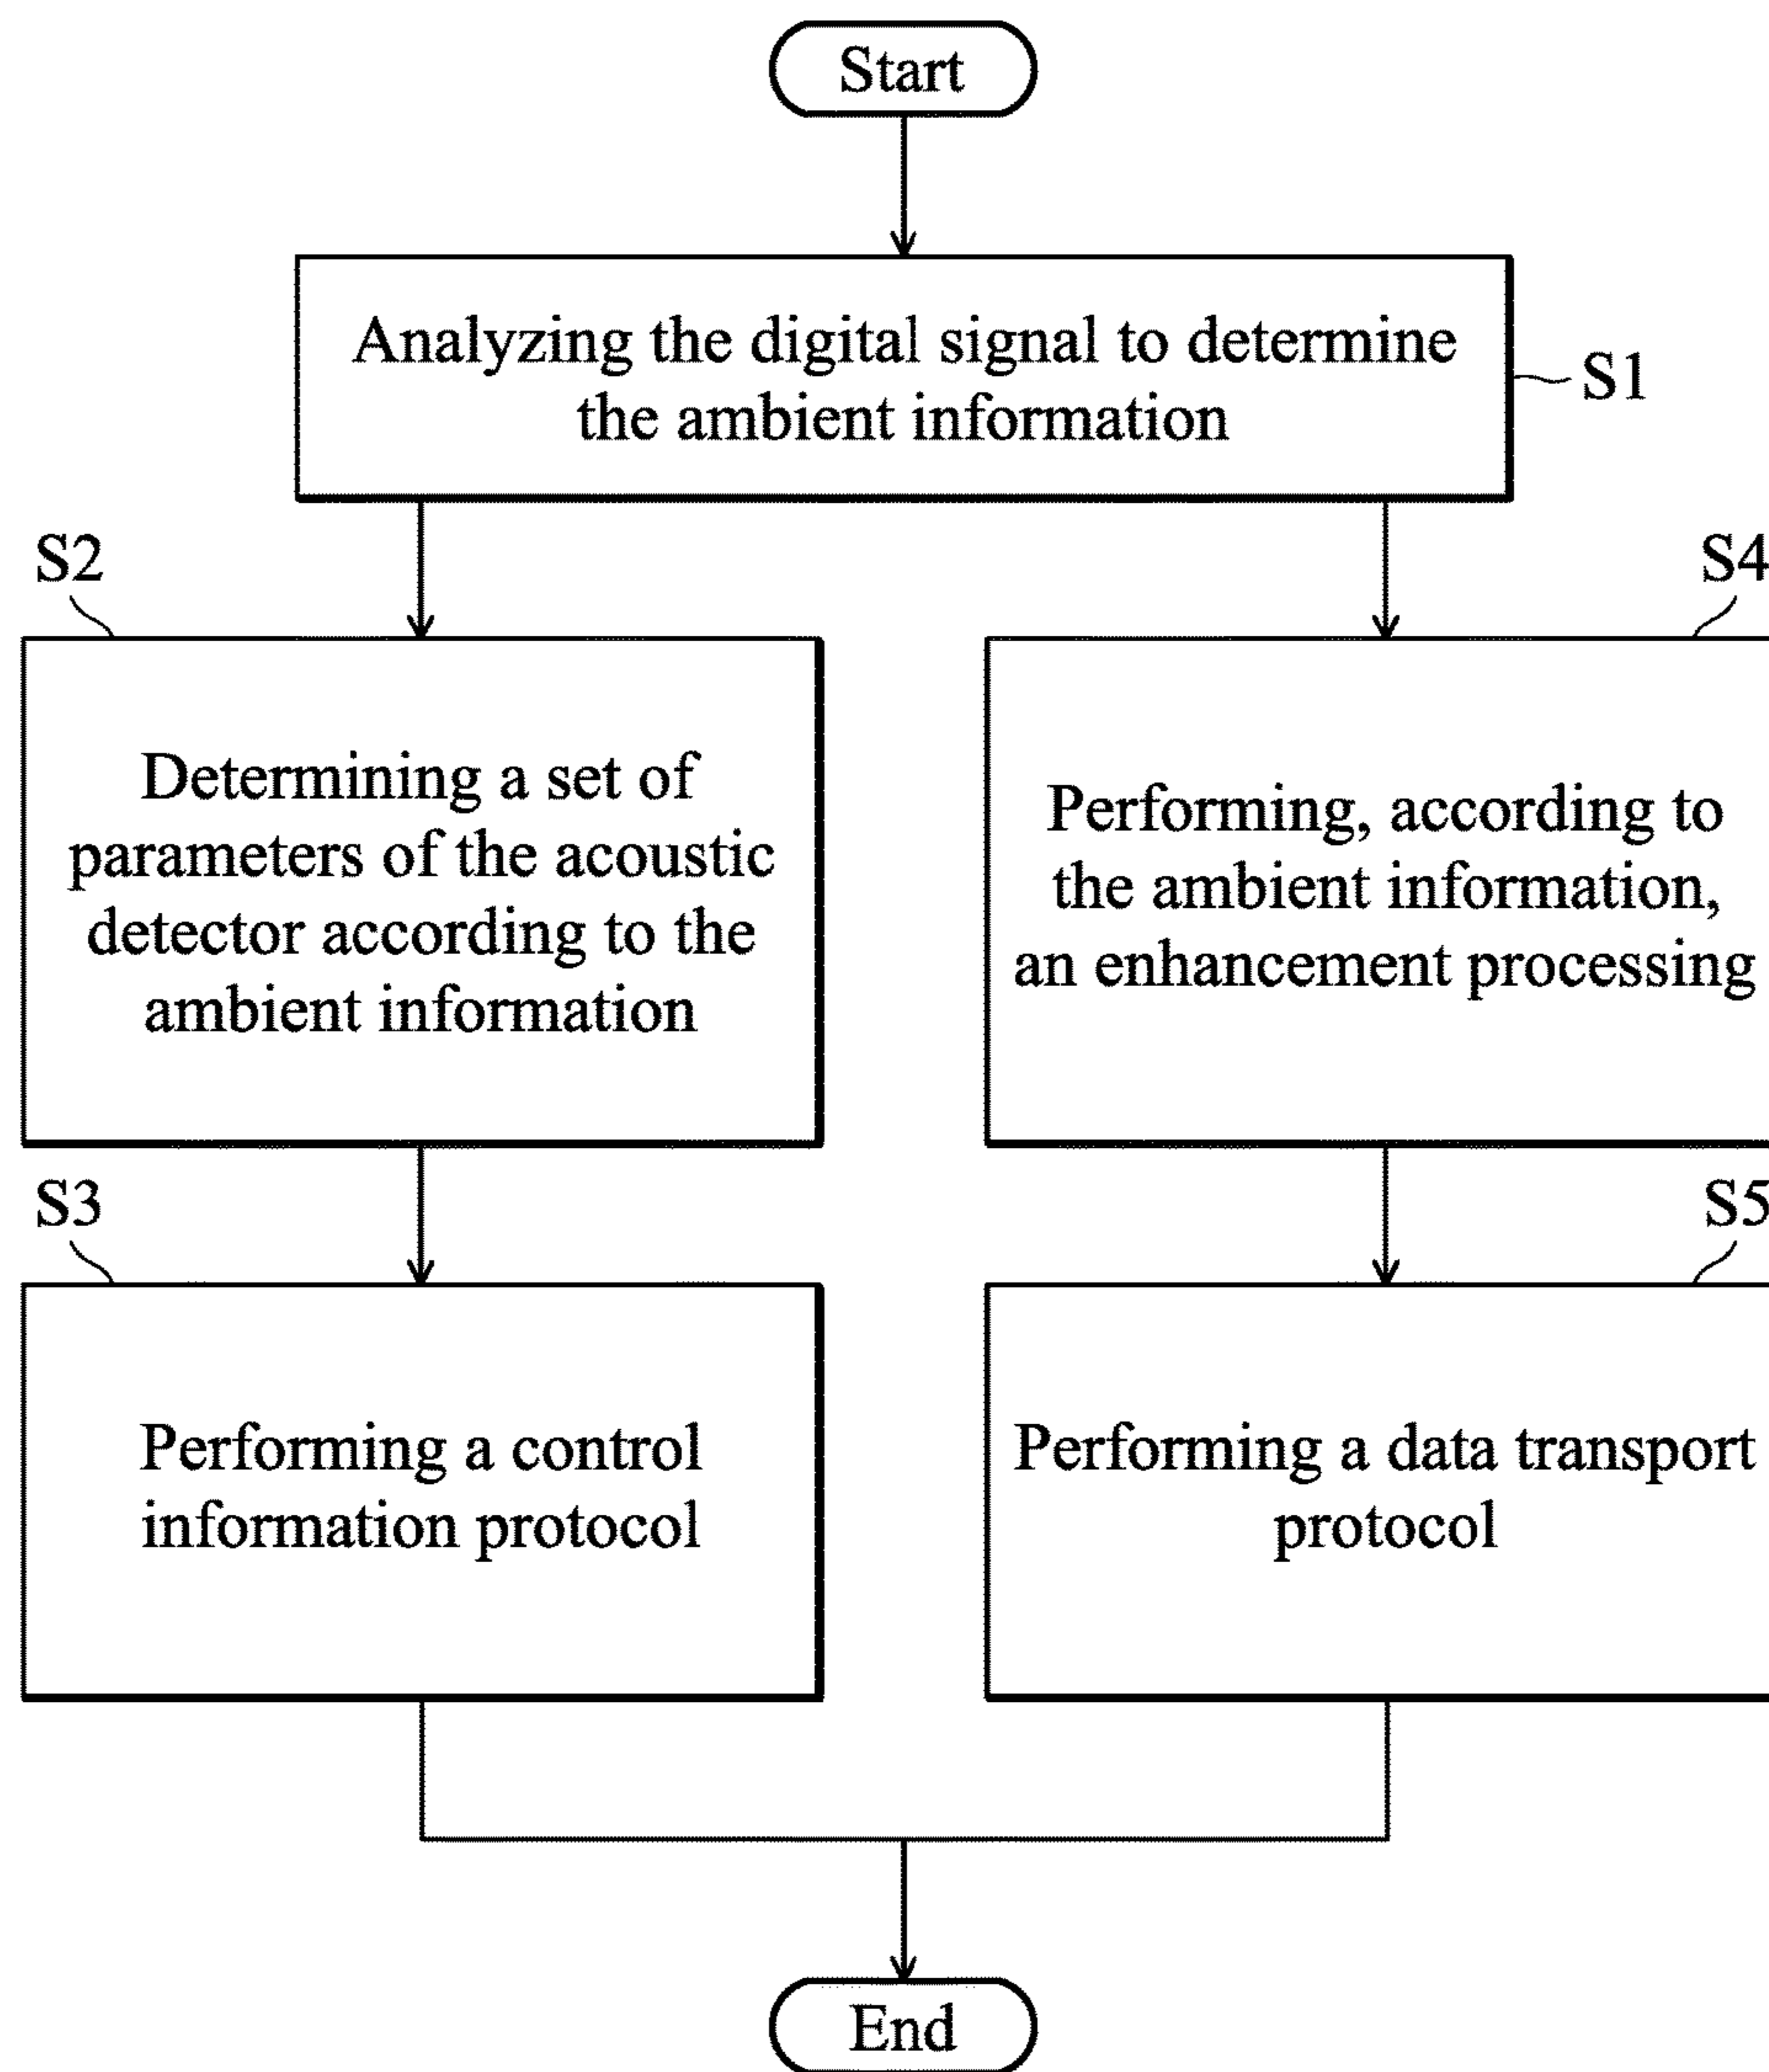 Start
Analyzing the digital signal to determine
the ambient information
S1
S2
Determining a set of
parameters of the acoustic
detector according to the
ambient information
S4
Performing, according to
the ambient information,
an enhancement processing
S3
Performing a control
information protocol
S5
Performing a data transport
protocol
End